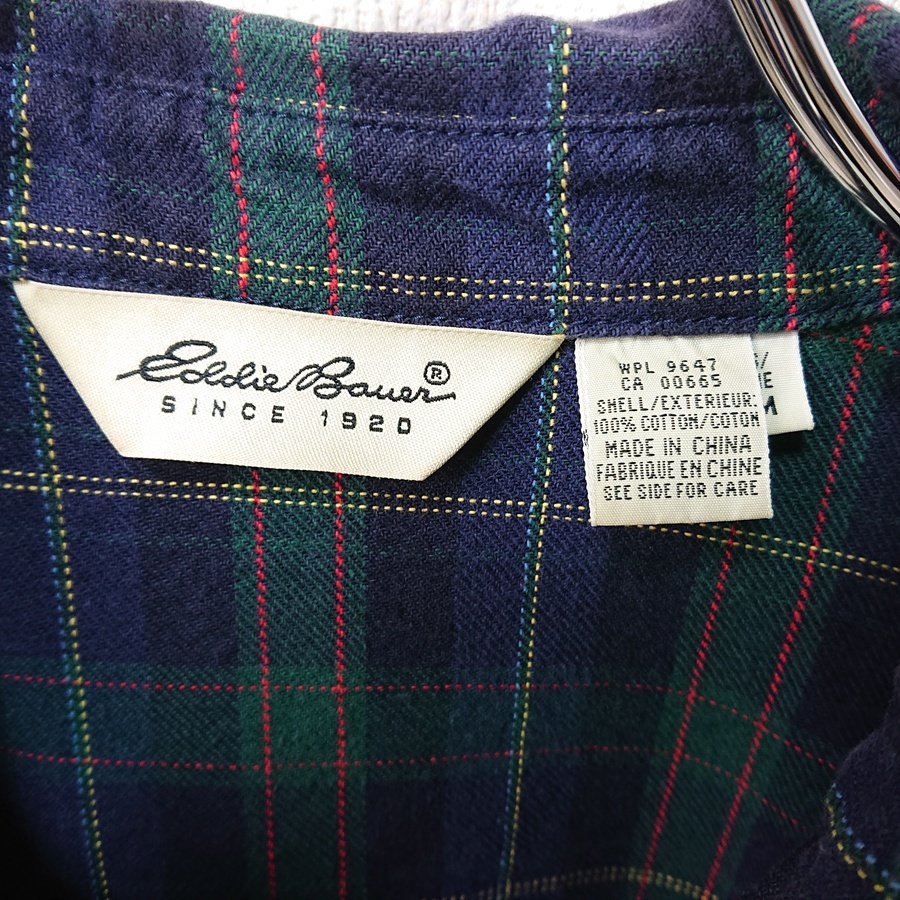 Eddie Bauer®
SINCE 1920
WPL 9647
CA 00665
SHELL/EXTERIEUR:
100% COTTON/COTON
MADE IN CHINA
FABRIQUE EN CHINE
SEE SIDE FOR CARE
M